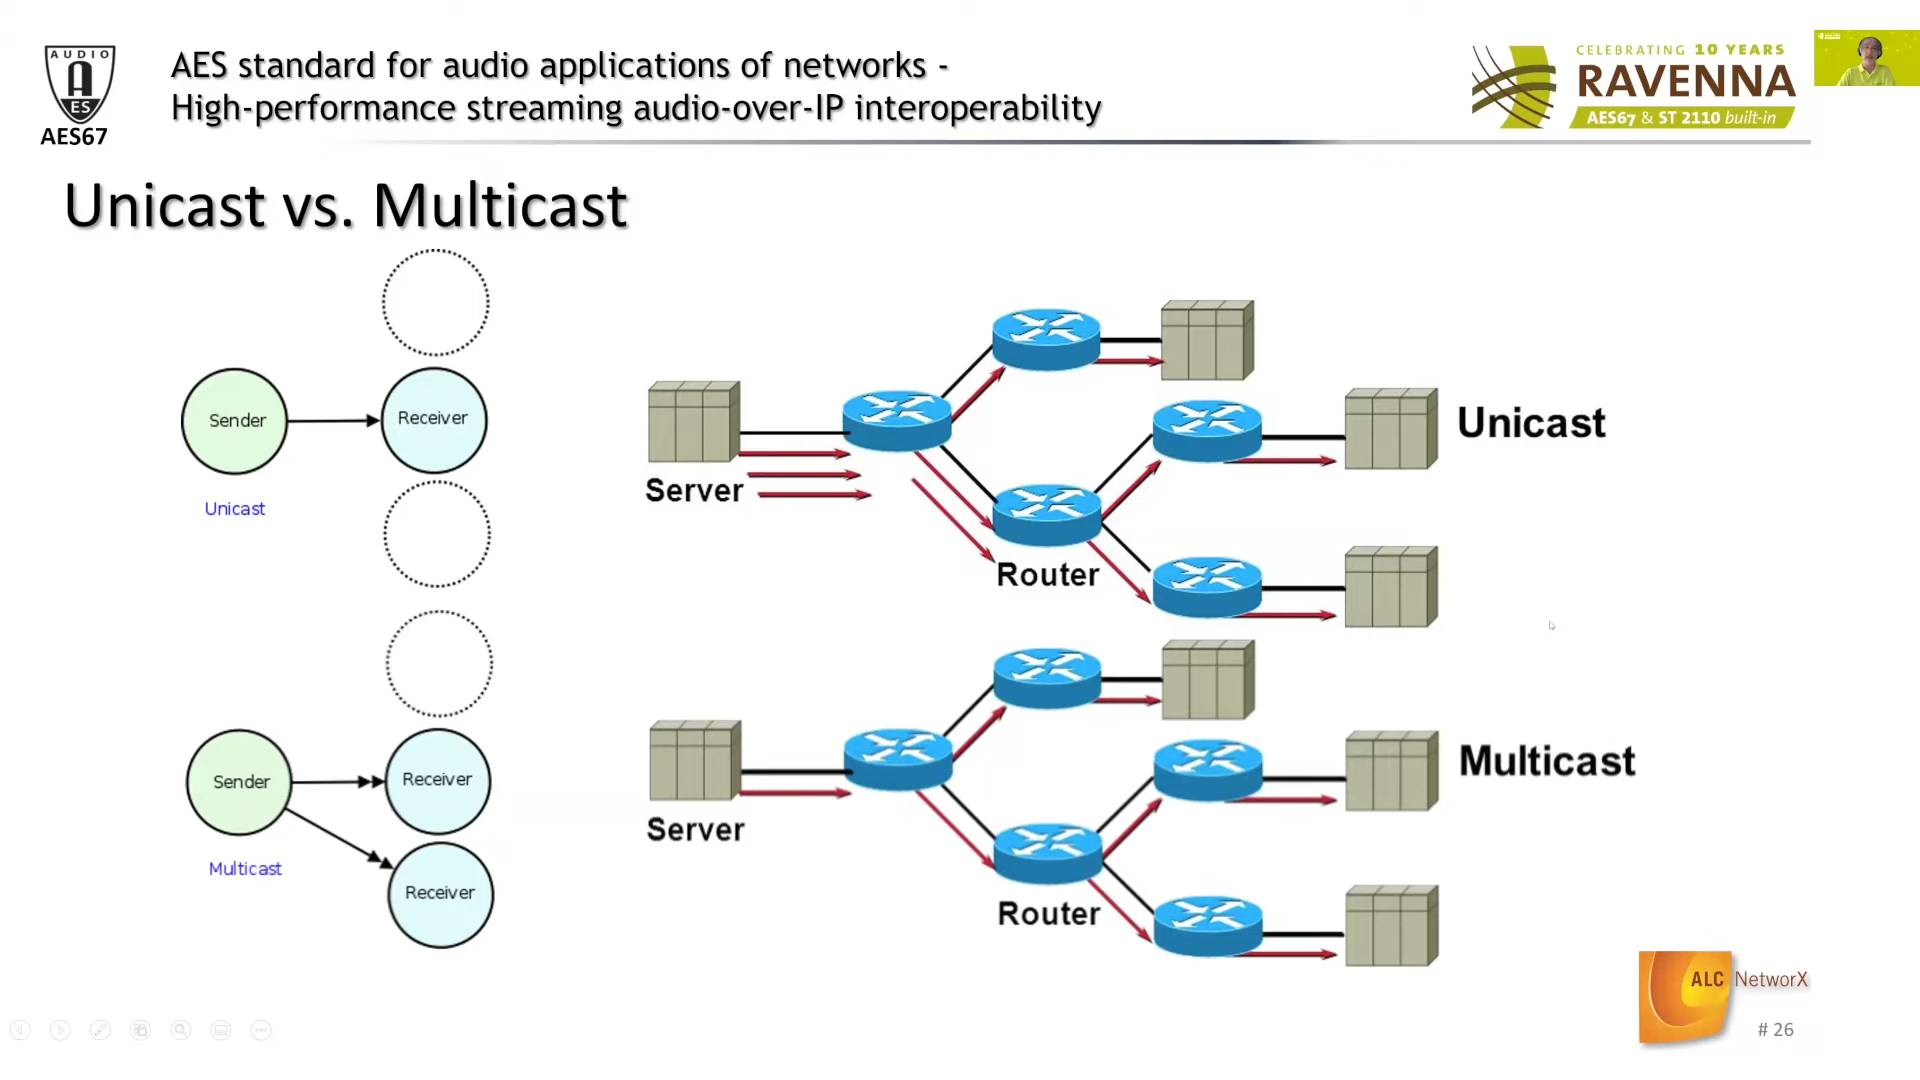 AUDIO
A
ES
AES67
AES standard for audio applications of networks -
High-performance streaming audio-over-IP interoperability
CELEBRATING 10 YEARS
RAVENNA
AES67 & ST 2110 built-in
Unicast vs. Multicast
Sender
Receiver
Unicast
Sender
Receiver
Multicast
Receiver
Server
Router
Unicast
Server
Router
Multicast
ALC NetworX
# 26